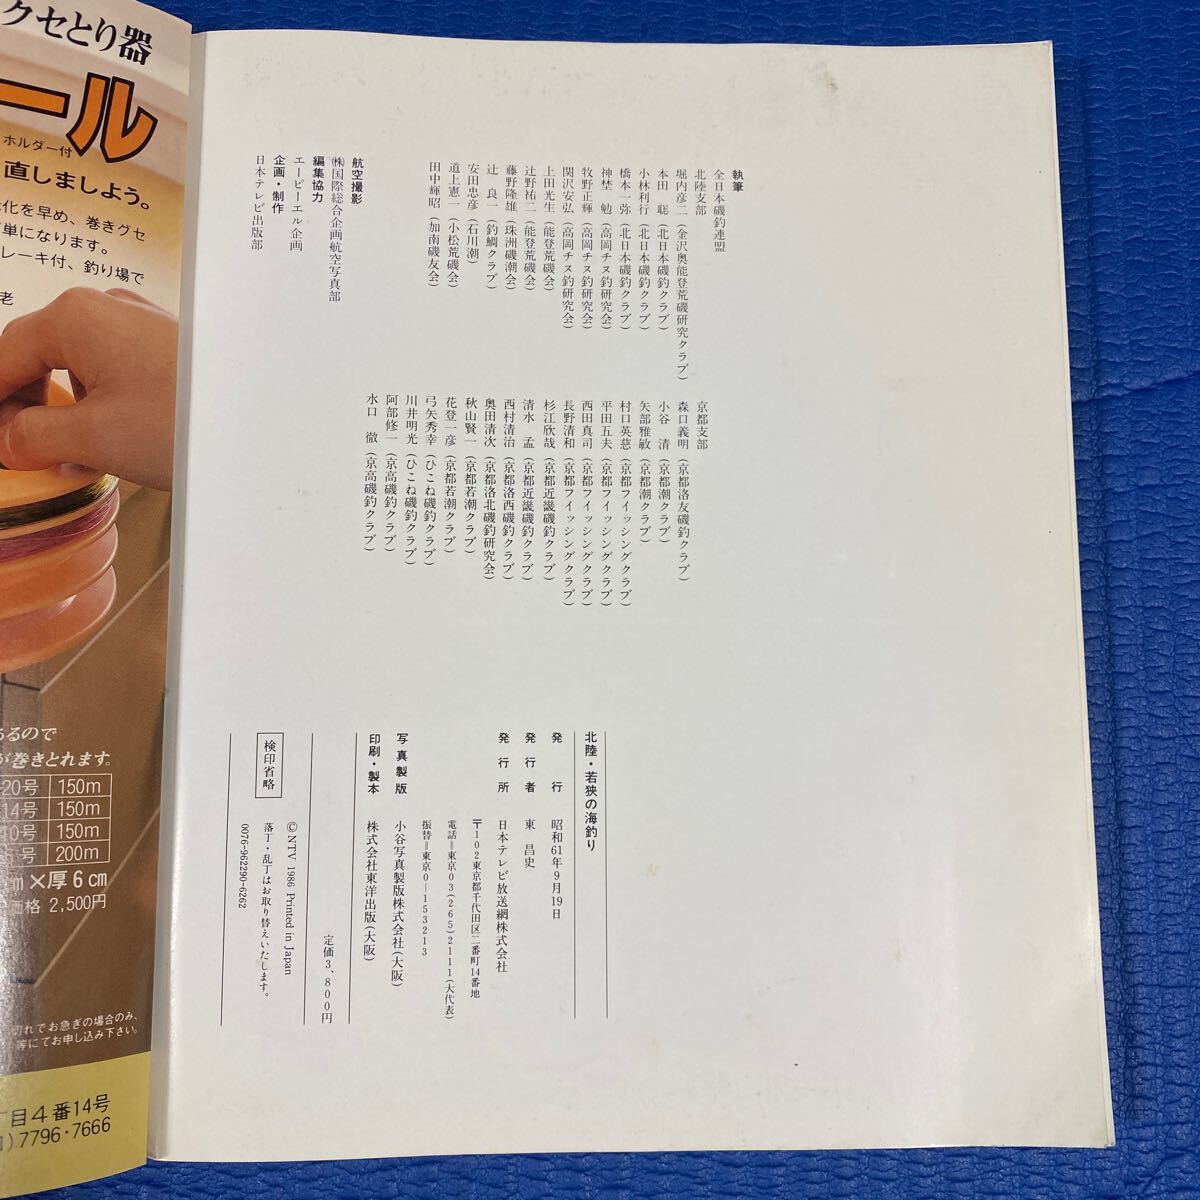 クセとり器
ール
ホルダー付
直しましょう。
化を早め、巻きグセ
単になります。
レーキ付、釣り場で
老
るので
が巻きとれます。
20号 150m
14号 150m
10号 150m
号 200m
m×厚6cm
価格 2,500円
切れでお急ぎの場合のみ、
等にてお申し込み下さい。
丁目4番14号
)7796・7666
執筆
全日本磯釣連盟
北陸支部
堀内彦二(金沢奥能登荒磯研究クラブ)
本田 聡(北日本磯釣クラブ)
小林利行(北日本磯釣クラブ)
橋本一弥(北日本磯釣クラブ)
神埜 勉(高岡チヌ釣研究会)
牧野正輝(高岡チヌ釣研究会)
関沢安弘(高岡チヌ釣研究会)
上田光生(能登荒磯会)
辻野祐二(能登荒磯会)
藤野隆雄(珠洲磯潮会)
辻 良一(釣鯛クラブ)
安田忠彦(石川潮)
道上憲一(小松荒磯会)
田中輝昭(加南磯友会)
航空撮影
㈱国際総合企画航空写真部
編集協力
エーピーエル企画
企画・制作
日本テレビ出版部
京都支部
森口義明(京都洛友磯釣クラブ)
小谷 清(京都潮クラブ)
矢部雅敏(京都潮クラブ)
村口英慈(京都フイッシングクラブ)
平田五夫(京都フイッシングクラブ)
西田真司(京都フイッシングクラブ)
長野清和(京都フイッシングクラブ)
杉江欣哉(京都近畿磯釣クラブ)
清水 孟(京都近畿磯釣クラブ)
西村清治(京都洛西磯釣クラブ)
奥田清次(京都洛北磯釣研究会)
秋山賢一(京都若潮クラブ)
花登一彦(京都若潮クラブ)
弓矢秀幸(ひこね磯釣クラブ)
川井明光(ひこね磯釣クラブ)
阿部修一(京高磯釣クラブ)
水口 徹(京高磯釣クラブ)
北陸・若狭の海釣り
発行 昭和61年9月19日
発行者 東 昌史
発行所 日本テレビ放送網株式会社
〒102東京都千代田区二番町14番地
電話=東京03(265)2111(大代表)
振替=東京0-153213
写真製版 小谷写真製版株式会社(大阪)
印刷・製本 株式会社東洋出版(大阪)
定価3、800円
検印省略
©NTV 1986 Printed in Japan
落丁・乱丁はお取り替えいたします。
0076-962290-6262